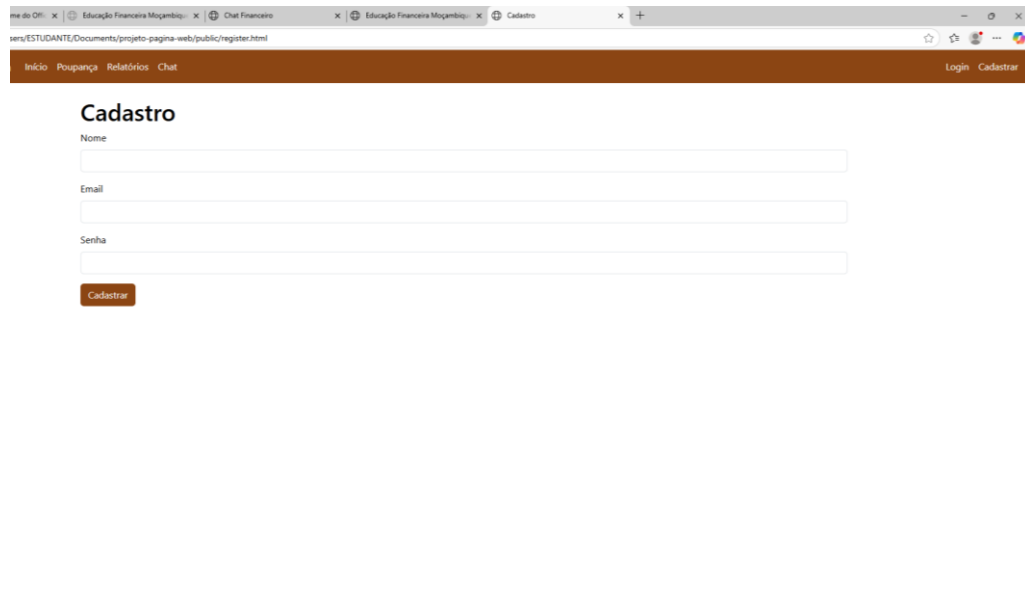 me do Offi Educação Financeira Moçambiqu Chat Financeiro Educação Financeira Moçambiqu Cadastro
sers/ESTUDANTE/Documents/projeto-pagina-web/public/register.html
Início Poupança Relatórios Chat Login Cadastrar
Cadastro
Nome
Email
Senha
Cadastrar